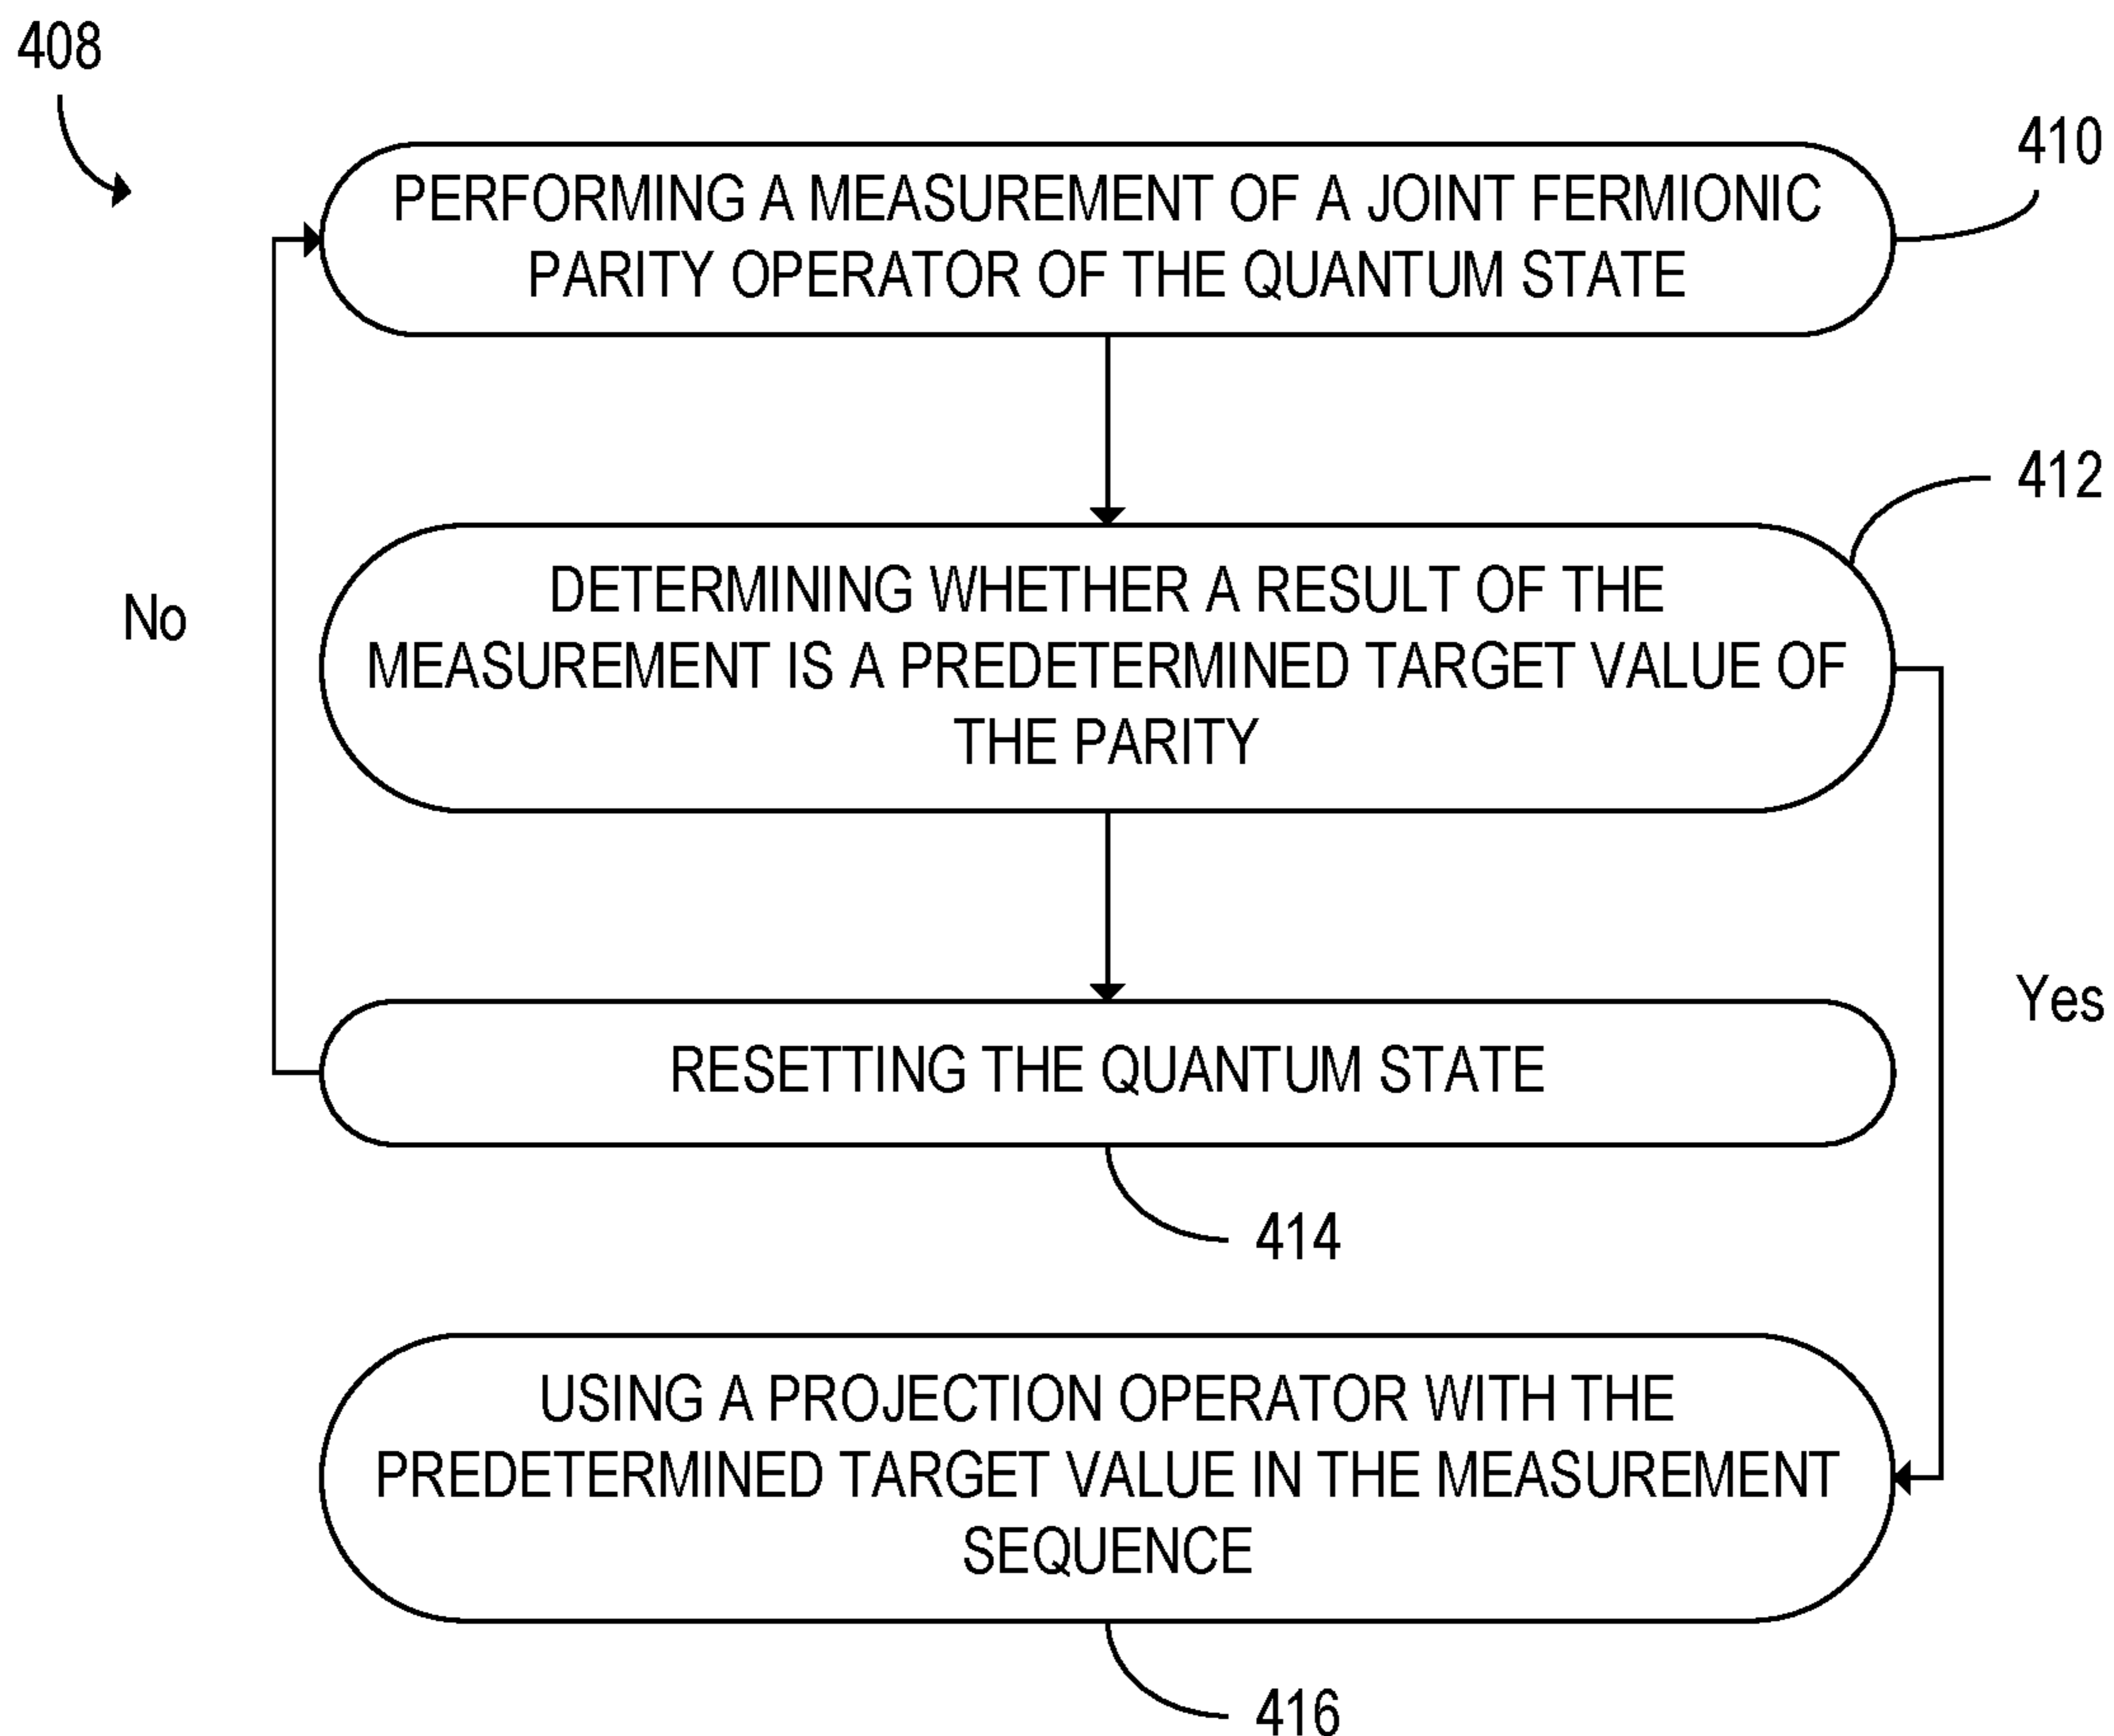 408
410
PERFORMING A MEASUREMENT OF A JOINT FERMIONIC
PARITY OPERATOR OF THE QUANTUM STATE
412
DETERMINING WHETHER A RESULT OF THE
MEASUREMENT IS A PREDETERMINED TARGET VALUE OF
THE PARITY
No
Yes
RESETTING THE QUANTUM STATE
414
USING A PROJECTION OPERATOR WITH THE
PREDETERMINED TARGET VALUE IN THE MEASUREMENT
SEQUENCE
416